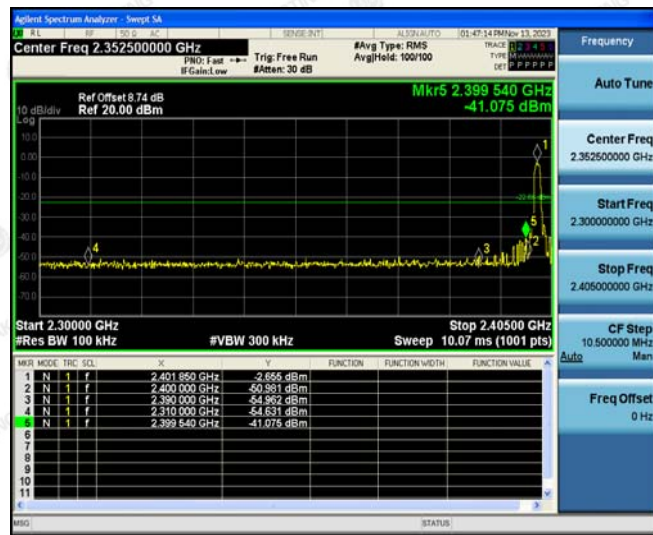 Agilent Spectrum Analyzer - Swept SA
RL RF 50 Ω AC SENSE:INT ALIGNAUTO 01:47:14 PM Nov 13, 2023
Center Freq 2.352500000 GHz
PNO: Fast
IFGain:Low
Trig: Free Run
#Atten: 30 dB
#Avg Type: RMS
Avg|Hold: 100/100
TRACE 1 2 3 4 5 6
TYPE
DET P P P P P P
Ref Offset 8.74 dB
10 dB/div Ref 20.00 dBm
Log
Mkr5 2.399 540 GHz
-41.075 dBm
10.0
0.00
-10.0
-20.0
-30.0
-40.0
-50.0
-60.0
-70.0
1
2
3
4
5
Start 2.30000 GHz
Stop 2.40500 GHz
#Res BW 100 kHz
#VBW 300 kHz
Sweep 10.07 ms (1001 pts)
MKR MODE TRC SCL X Y FUNCTION FUNCTION WIDTH FUNCTION VALUE
1 N 1 f 2.401 850 GHz -2.655 dBm
2 N 1 f 2.400 000 GHz -50.981 dBm
3 N 1 f 2.390 000 GHz -54.962 dBm
4 N 1 f 2.310 000 GHz -54.631 dBm
5 N 1 f 2.399 540 GHz -41.075 dBm
6
7
8
9
10
11
MSG
STATUS
Frequency
Auto Tune
Center Freq
2.352500000 GHz
Start Freq
2.300000000 GHz
Stop Freq
2.405000000 GHz
CF Step
10.500000 MHz
Auto Man
Freq Offset
0 Hz